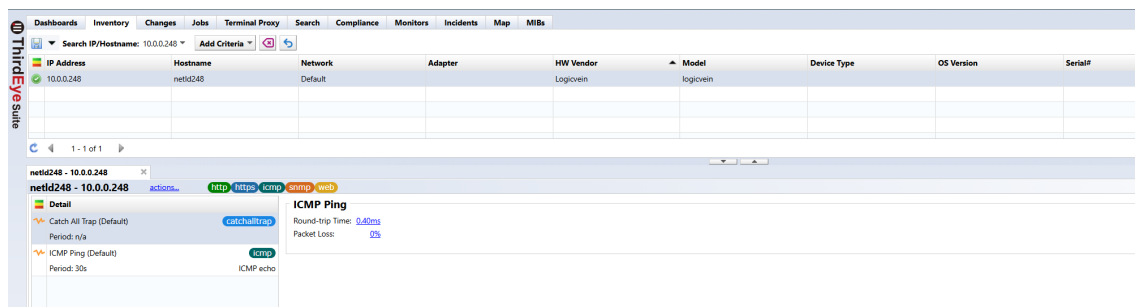 Dashboards Inventory Changes Jobs Terminal Proxy Search Compliance Monitors Incidents Map MIBs
Search IP/Hostname: 10.0.0.248 Add Criteria
IP Address Hostname Network Adapter HW Vendor Model Device Type OS Version Serial#
10.0.0.248 netld248 Default Logicvein logicvein
1 - 1 of 1
ThirdEye Suite
netld248 - 10.0.0.248
netld248 - 10.0.0.248 actions... http https icmp snmp web
Detail
Catch All Trap (Default) catchalltrap
Period: n/a
ICMP Ping (Default) icmp
Period: 30s ICMP echo
ICMP Ping
Round-trip Time: 0.40ms
Packet Loss: 0%